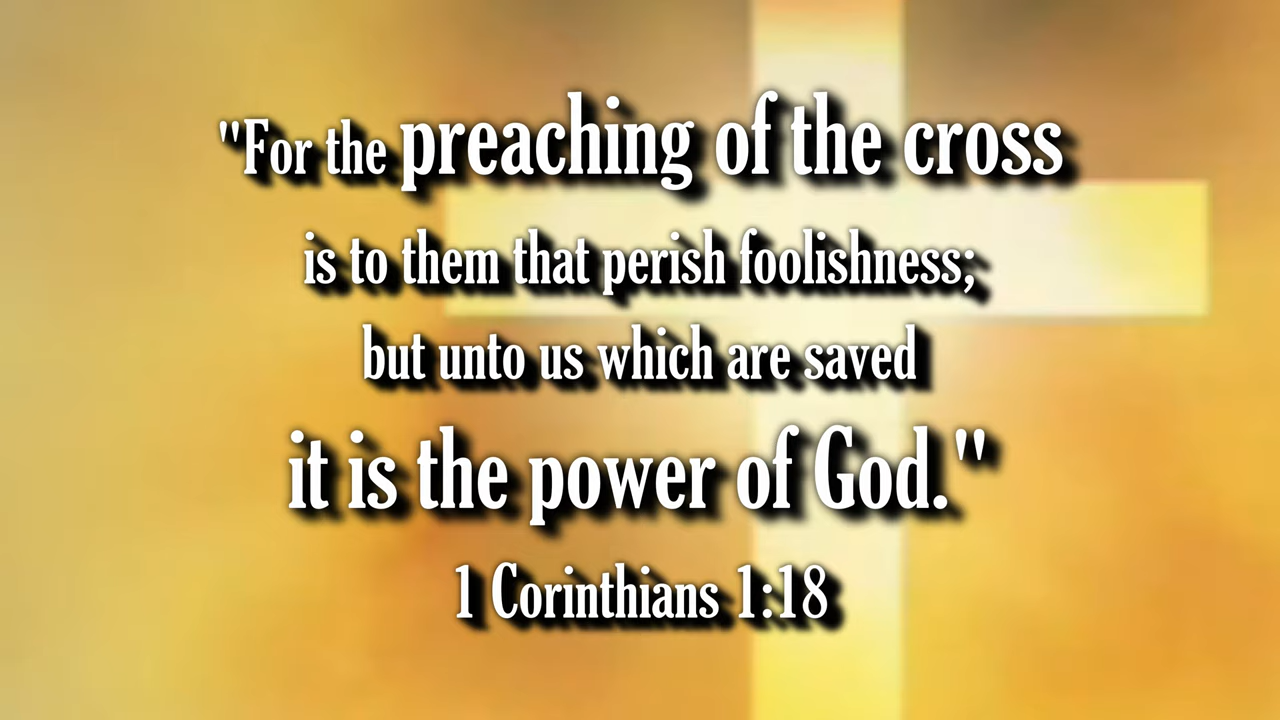 "For the preaching of the cross
is to them that perish foolishness;
but unto us which are saved
it is the power of God."
1 Corinthians 1:18